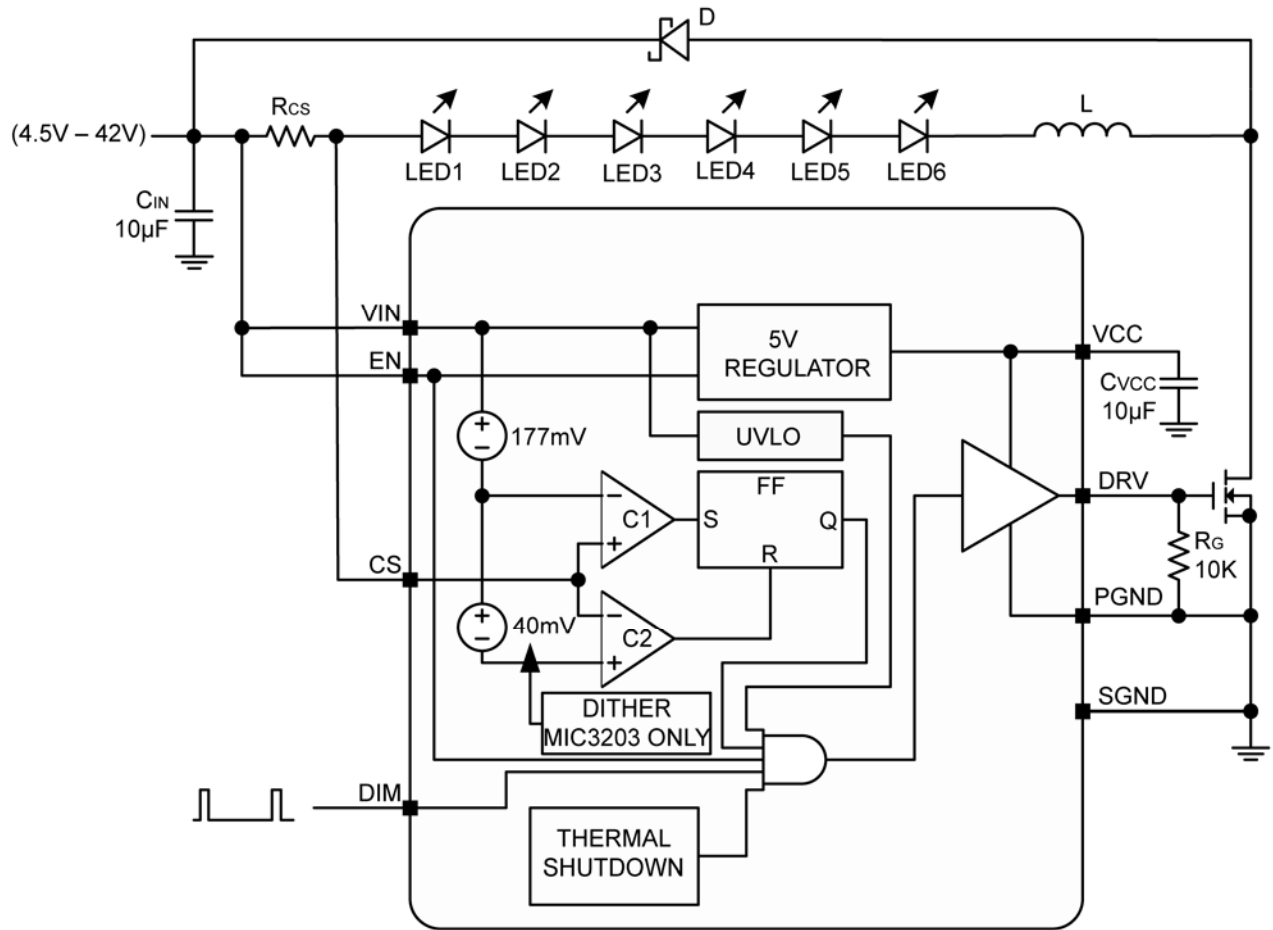 D
RCS
L
(4.5V – 42V)
LED1
LED2
LED3
LED4
LED5
LED6
CIN
10µF
VIN
5V
REGULATOR
VCC
EN
CVCC
10µF
177mV
UVLO
FF
DRV
C1
S
Q
R
RG
10K
CS
PGND
40mV
C2
SGND
DITHER
MIC3203 ONLY
DIM
THERMAL
SHUTDOWN